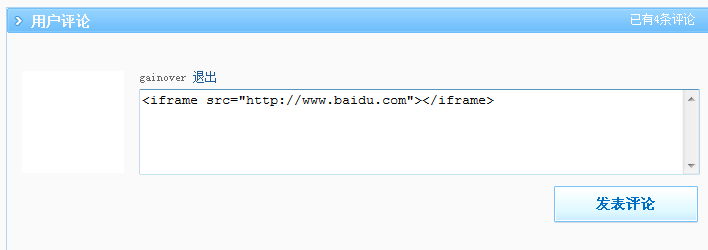 用户评论 已有4条评论
gainover 退出
<iframe src="http://www.baidu.com"></iframe>
发表评论